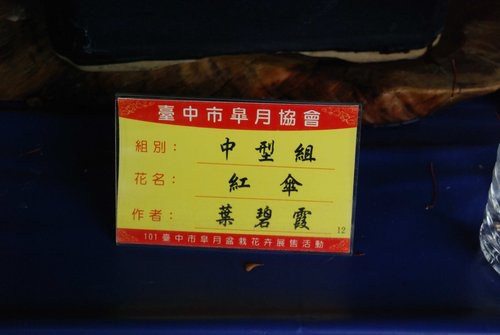 臺中市皐月協會
組別： 中型組
花名： 紅傘
作者： 葉碧霞
12
101臺中市皐月盆栽花卉展售活動